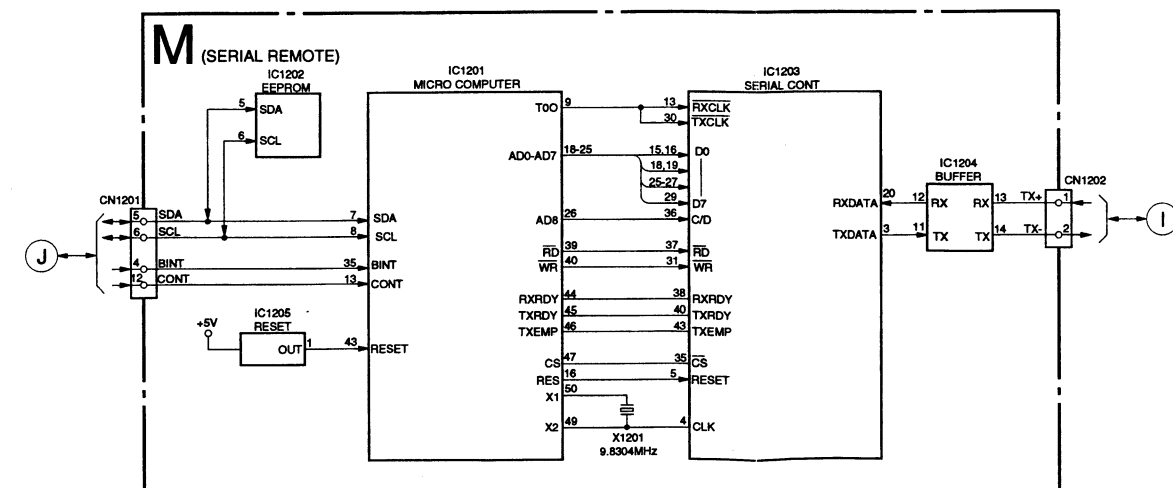 M (SERIAL REMOTE)
IC1202
EEPROM
5 SDA
6 SCL
IC1201
MICRO COMPUTER
IC1203
SERIAL CONT
T0O 9 13 RXCLK
30 TXCLK
AD0-AD7 18-25 15,16 D0
18,19
25-27
29 D7
AD8 26 36 C/D
RD 39 37 RD
WR 40 31 WR
RXRDY 44 38 RXRDY
TXRDY 45 40 TXRDY
TXEMP 46 43 TXEMP
CS 47 35 CS
RES 16 5 RESET
X1 50
X2 49 4 CLK
X1201
9.8304MHz
CN1201
J
5 SDA 7 SDA
6 SCL 8 SCL
4 BINT 35 BINT
12 CONT 13 CONT
+5V
IC1205
RESET
OUT 1 43 RESET
IC1204
BUFFER
CN1202
RXDATA 20 12 RX RX 13 TX+ 1
TXDATA 3 11 TX TX 14 TX- 2
I